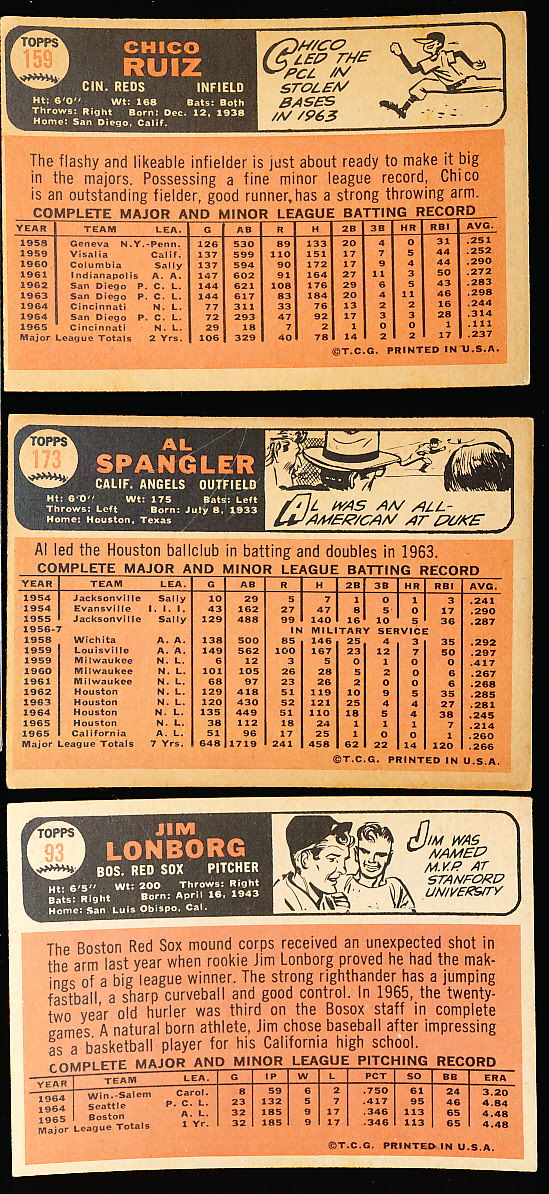 TOPPS
159
CHICO
RUIZ
CIN. REDS INFIELD
Ht: 6'0" Wt: 168 Bats: Both
Throws: Right Born: Dec. 12, 1938
Home: San Diego, Calif.
CHICO
LED THE
PCL IN
STOLEN
BASES
IN 1963
The flashy and likeable infielder is just about ready to make it big
in the majors. Possessing a fine minor league record, Chico
is an outstanding fielder, good runner, has a strong throwing arm.
COMPLETE MAJOR AND MINOR LEAGUE BATTING RECORD
YEAR TEAM LEA. G AB R H 2B 3B HR RBI AVG.
1958 Geneva N.Y.-Penn. 126 530 89 133 20 4 0 31 .251
1959 Visalia Calif. 137 599 110 151 17 7 5 44 .252
1960 Columbia Sally 137 594 90 172 17 9 4 44 .290
1961 Indianapolis A. A. 147 602 91 164 27 11 3 50 .272
1962 San Diego P. C. L. 144 621 108 176 29 6 5 43 .283
1963 San Diego P. C. L. 144 617 83 184 20 4 11 46 .298
1964 Cincinnati N. L. 77 311 33 76 13 2 2 16 .244
1964 San Diego P. C. L. 72 293 47 92 17 3 3 28 .314
1965 Cincinnati N. L. 29 18 7 2 1 0 0 1 .111
Major League Totals 2 Yrs. 106 329 40 78 14 2 2 17 .237
©T.C.G. PRINTED IN U.S.A.
TOPPS
173
AL
SPANGLER
CALIF. ANGELS OUTFIELD
Ht: 6'0" Wt: 175 Bats: Left
Throws: Left Born: July 8, 1933
Home: Houston, Texas
AL WAS AN ALL-
AMERICAN AT DUKE
Al led the Houston ballclub in batting and doubles in 1963.
COMPLETE MAJOR AND MINOR LEAGUE BATTING RECORD
YEAR TEAM LEA. G AB R H 2B 3B HR RBI AVG.
1954 Jacksonville Sally 10 29 5 7 1 0 1 3 .241
1954 Evansville I. I. I. 43 162 27 47 8 5 0 17 .290
1955 Jacksonville Sally 129 488 99 140 16 10 5 36 .287
1956-7 IN MILITARY SERVICE
1958 Wichita A. A. 138 500 85 146 25 4 3 35 .292
1959 Louisville A. A. 149 562 100 167 23 12 7 50 .297
1959 Milwaukee N. L. 6 12 3 5 0 1 0 0 .417
1960 Milwaukee N. L. 101 105 26 28 5 2 0 6 .267
1961 Milwaukee N. L. 68 97 23 26 2 0 0 6 .268
1962 Houston N. L. 129 418 51 119 10 9 5 35 .285
1963 Houston N. L. 120 430 52 121 25 4 4 27 .281
1964 Houston N. L. 135 449 51 110 18 5 4 38 .245
1965 Houston N. L. 38 112 18 24 1 1 1 7 .214
1965 California A. L. 51 96 17 25 1 0 0 1 .260
Major League Totals 7 Yrs. 648 1719 241 458 62 22 14 120 .266
©T.C.G. PRINTED IN U.S.A.
TOPPS
93
JIM
LONBORG
BOS. RED SOX PITCHER
Ht: 6'5" Wt: 200 Throws: Right
Bats: Right Born: April 16, 1943
Home: San Luis Obispo, Cal.
JIM WAS
NAMED
M.V.P. AT
STANFORD
UNIVERSITY
The Boston Red Sox mound corps received an unexpected shot in
the arm last year when rookie Jim Lonborg proved he had the mak-
ings of a big league winner. The strong righthander has a jumping
fastball, a sharp curveball and good control. In 1965, the twenty-
two year old hurler was third on the Bosox staff in complete
games. A natural born athlete, Jim chose baseball after impressing
as a basketball player for his California high school.
COMPLETE MAJOR AND MINOR LEAGUE PITCHING RECORD
YEAR TEAM LEA. G IP W L PCT SO BB ERA
1964 Win.-Salem Carol. 8 59 6 2 .750 61 24 3.20
1964 Seattle P. C. L. 23 132 5 7 .417 95 46 4.84
1965 Boston A. L. 32 185 9 17 .346 113 65 4.48
Major League Totals 1 Yr. 32 185 9 17 .346 113 65 4.48
©T.C.G. PRINTED IN U.S.A.